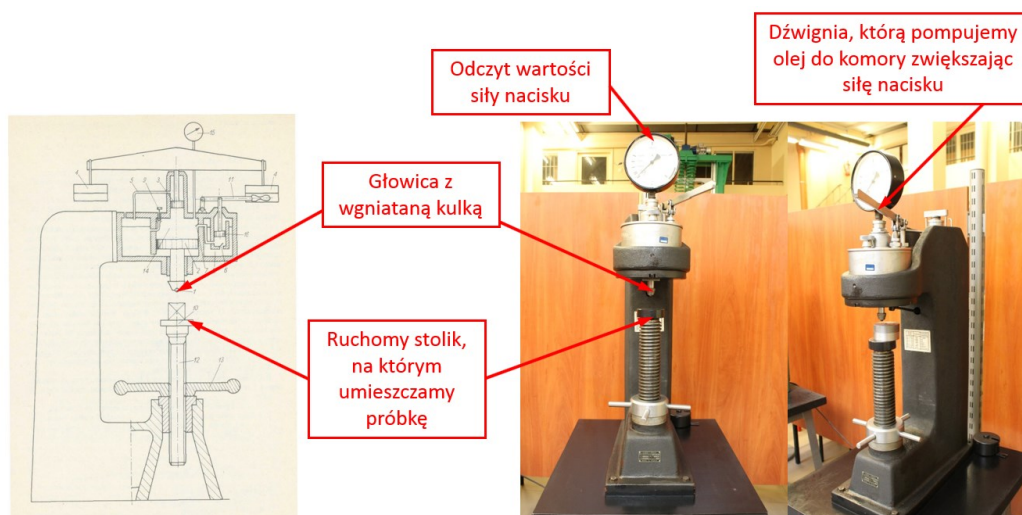 Odczyt wartości
siły nacisku
Dźwignia, którą pompujemy
olej do komory zwiększając
siłę nacisku
Głowica z
wgniataną kulką
Ruchomy stolik,
na którym
umieszczamy
próbkę